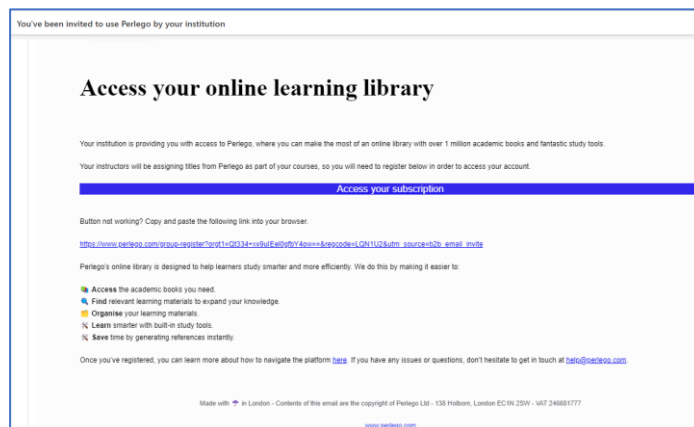 You've been invited to use Perlego by your institution
Access your online learning library
Your institution is providing you with access to Perlego, where you can make the most of an online library with over 1 million academic books and fantastic study tools.
Your instructors will be assigning titles from Perlego as part of your courses, so you will need to register below in order to access your account.
Access your subscription
Button not working? Copy and paste the following link into your browser.
Perlego's online library is designed to help learners study smarter and more efficiently. We do this by making it easier to:
Access the academic books you need.
Find relevant learning materials to expand your knowledge.
Organise your learning materials.
Learn smarter with built-in study tools.
Save time by generating references instantly.
Once you've registered, you can learn more about how to navigate the platform here. If you have any issues or questions, don't hesitate to get in touch at help@perlego.com.
Made with in London - Contents of this email are the copyright of Perlego Ltd - 138 Holborn, London EC1N 2SW - VAT 246681777
www.perlego.com